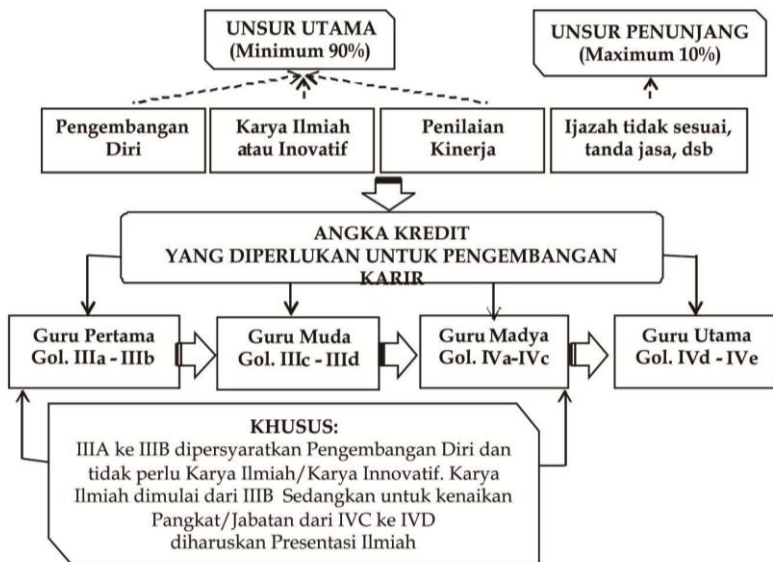 UNSUR UTAMA
(Minimum 90%)
UNSUR PENUNJANG
(Maximum 10%)
Pengembangan
Diri
Karya Ilmiah
atau Inovatif
Penilaian
Kinerja
Ijazah tidak sesuai,
tanda jasa, dsb
ANGKA KREDIT
YANG DIPERLUKAN UNTUK PENGEMBANGAN
KARIR
Guru Pertama
Gol. IIIa - IIIb
Guru Muda
Gol. IIIc - IIId
Guru Madya
Gol. IVa-IVc
Guru Utama
Gol. IVd - IVe
KHUSUS:
IIIA ke IIIB dipersyaratkan Pengembangan Diri dan
tidak perlu Karya Ilmiah/Karya Innovatif. Karya
Ilmiah dimulai dari IIIB Sedangkan untuk kenaikan
Pangkat/Jabatan dari IVC ke IVD
diharuskan Presentasi Ilmiah